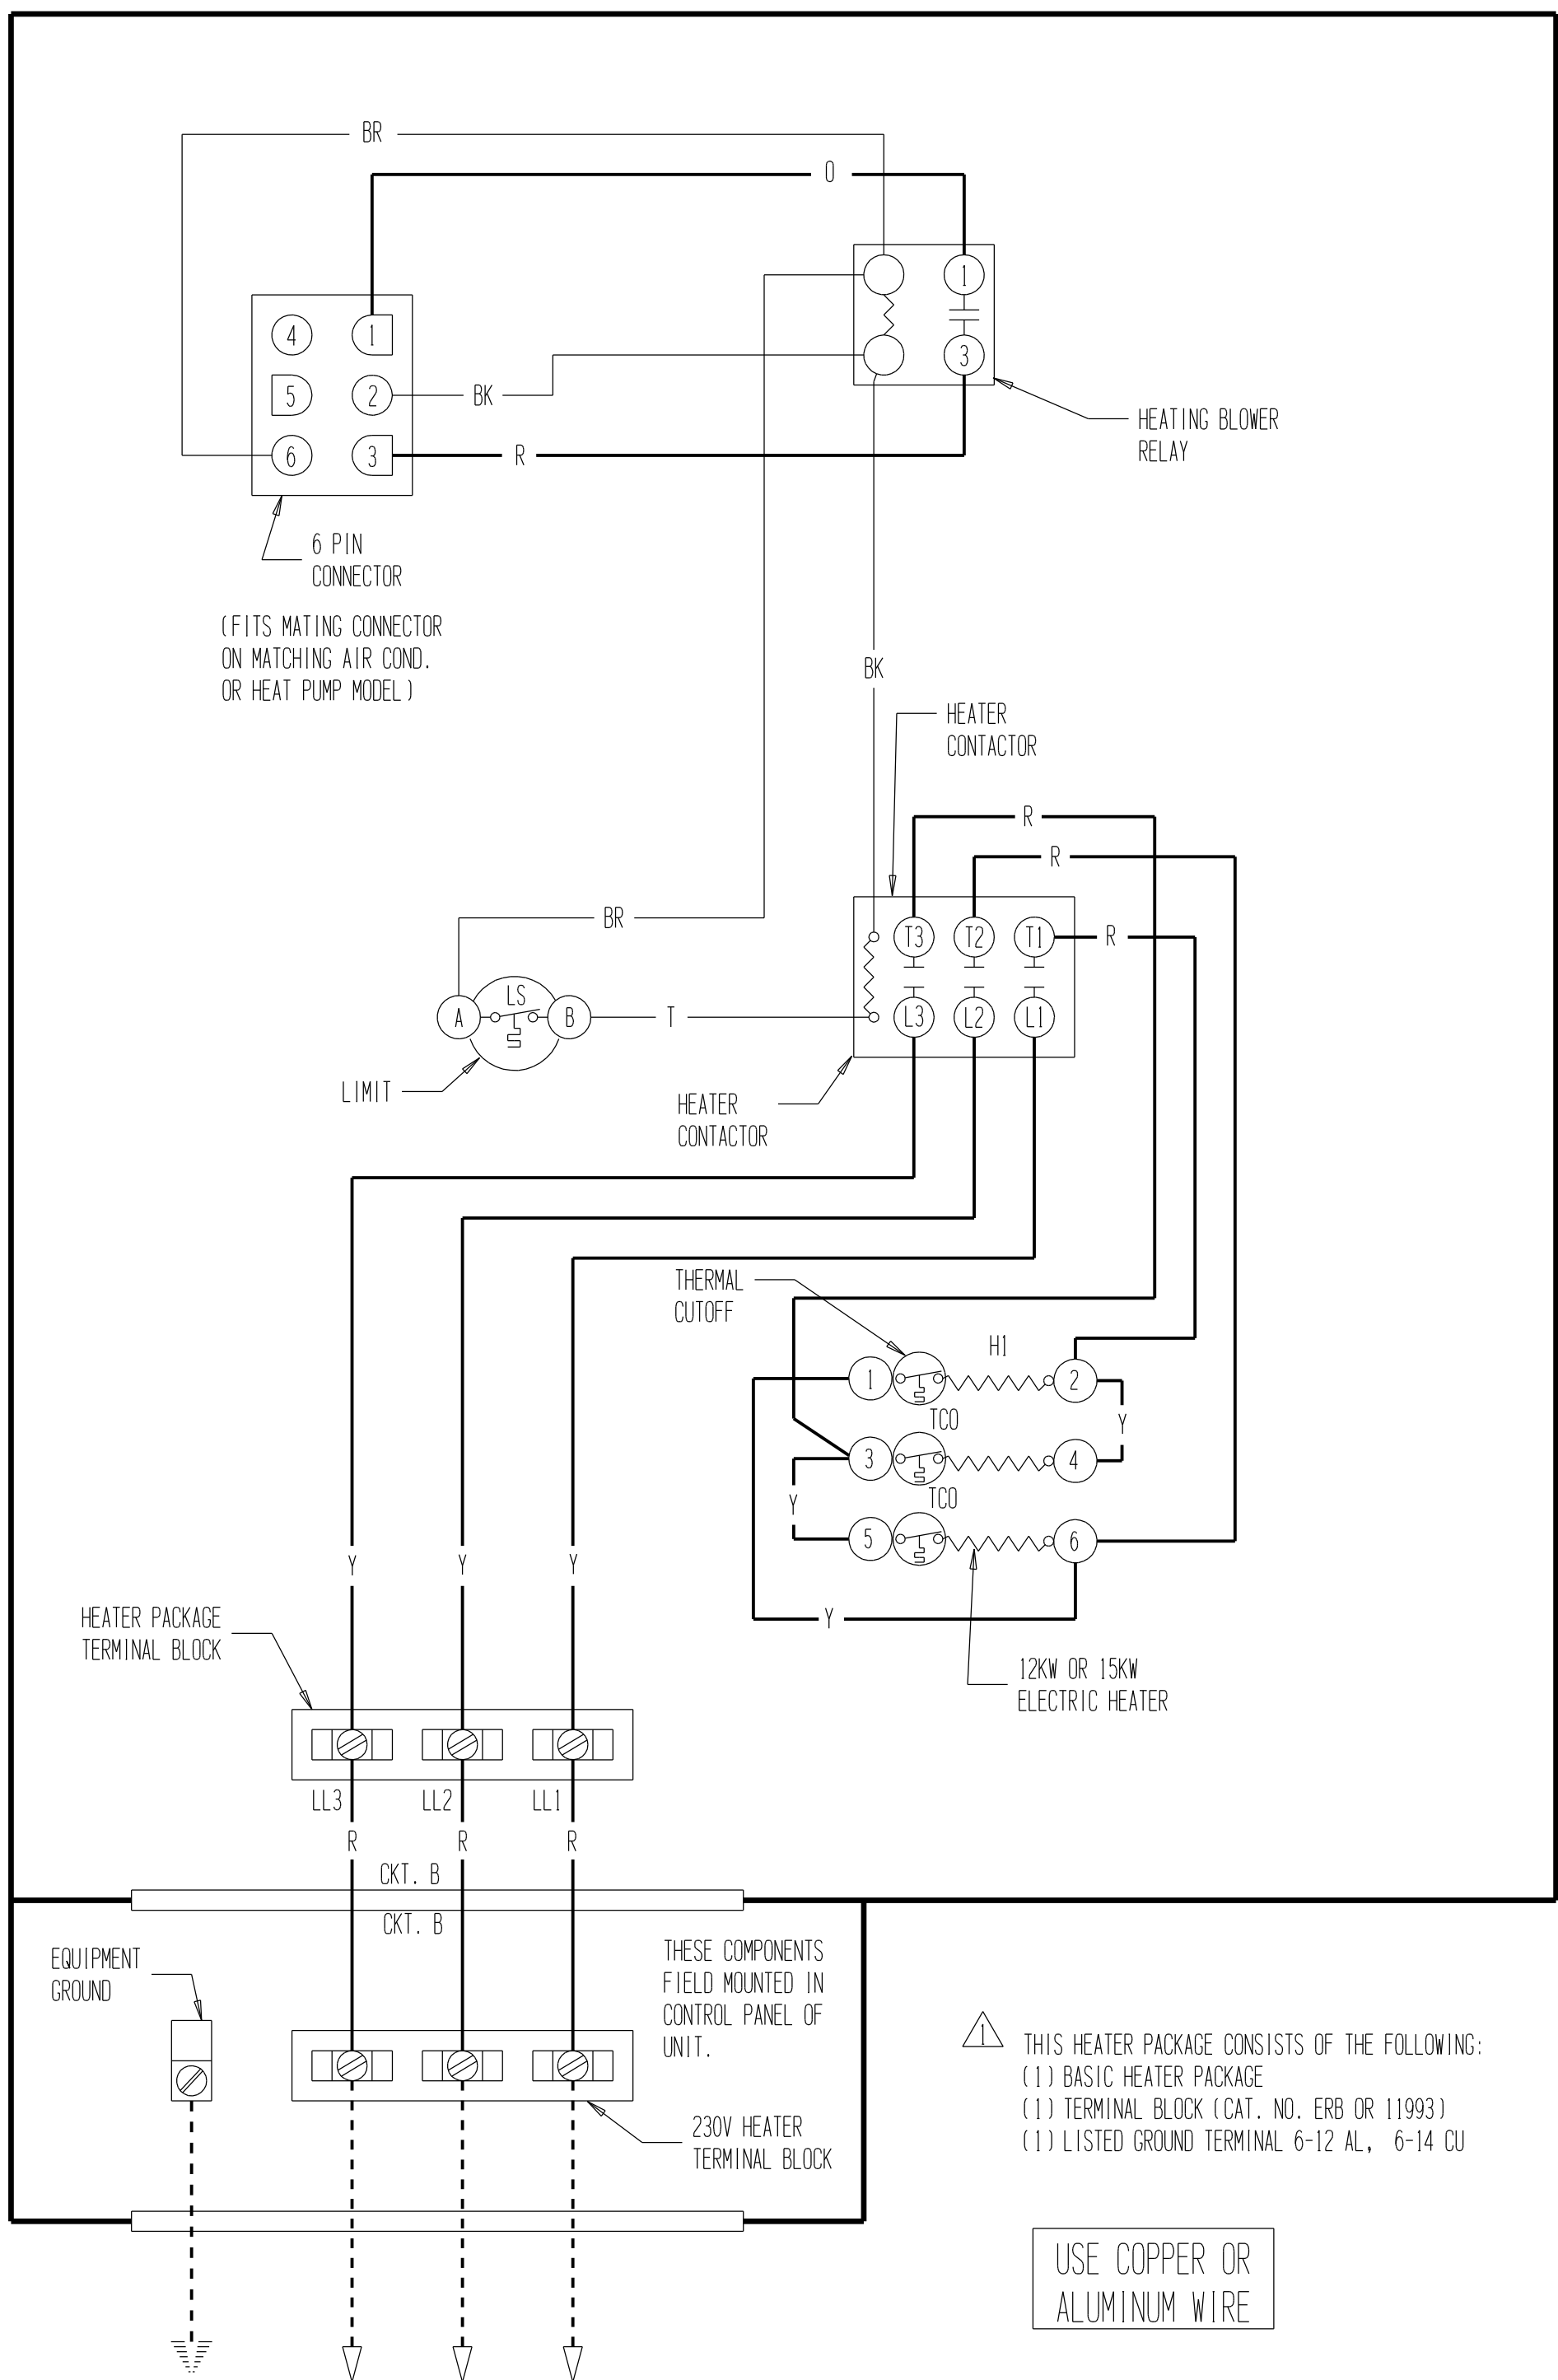 BR
O
1
4
1
3
5
2
BK
HEATING BLOWER
RELAY
6
3
R
6 PIN
CONNECTOR
(FITS MATING CONNECTOR
ON MATCHING AIR COND.
OR HEAT PUMP MODEL)
BK
HEATER
CONTACTOR
R
R
BR
T3
T2
T1
R
LS
A
B
T
L3
L2
L1
LIMIT
HEATER
CONTACTOR
THERMAL
CUTOFF
H1
1
2
TCO
Y
3
4
TCO
Y
5
6
Y
Y
Y
Y
HEATER PACKAGE
TERMINAL BLOCK
12KW OR 15KW
ELECTRIC HEATER
LL3
LL2
LL1
R
R
R
CKT. B
CKT. B
EQUIPMENT
GROUND
THESE COMPONENTS
FIELD MOUNTED IN
CONTROL PANEL OF
UNIT.
230V HEATER
TERMINAL BLOCK
1
THIS HEATER PACKAGE CONSISTS OF THE FOLLOWING:
(1) BASIC HEATER PACKAGE
(1) TERMINAL BLOCK (CAT. NO. ERB OR 11993)
(1) LISTED GROUND TERMINAL 6-12 AL, 6-14 CU
USE COPPER OR
ALUMINUM WIRE